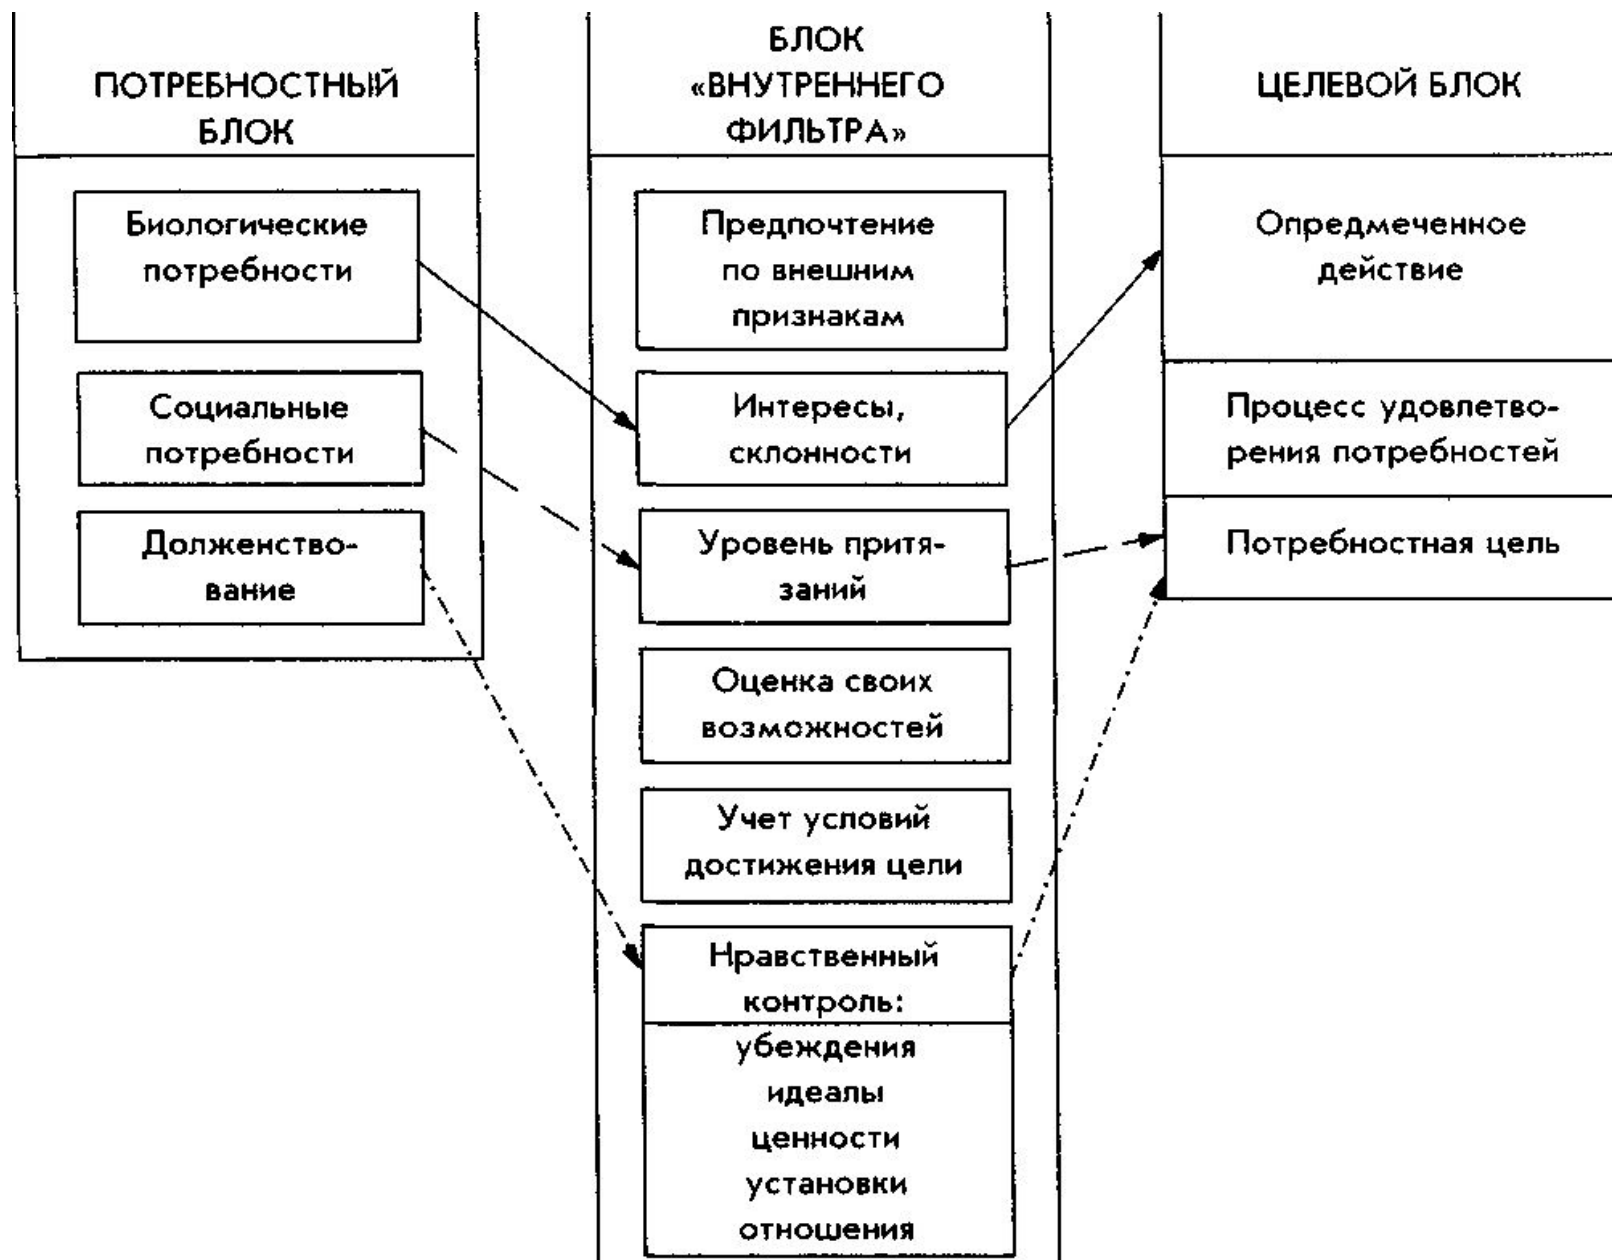 ПОТРЕБНОСТНЫЙ
БЛОК
Биологические
потребности
Социальные
потребности
Долженство-
вание
БЛОК
«ВНУТРЕННЕГО
ФИЛЬТРА»
Предпочтение
по внешним
признакам
Интересы,
склонности
Уровень притя-
заний
Оценка своих
возможностей
Учет условий
достижения цели
Нравственный
контроль:
убеждения
идеалы
ценности
установки
отношения
ЦЕЛЕВОЙ БЛОК
Опредмеченное
действие
Процесс удовлетво-
рения потребностей
Потребностная цель